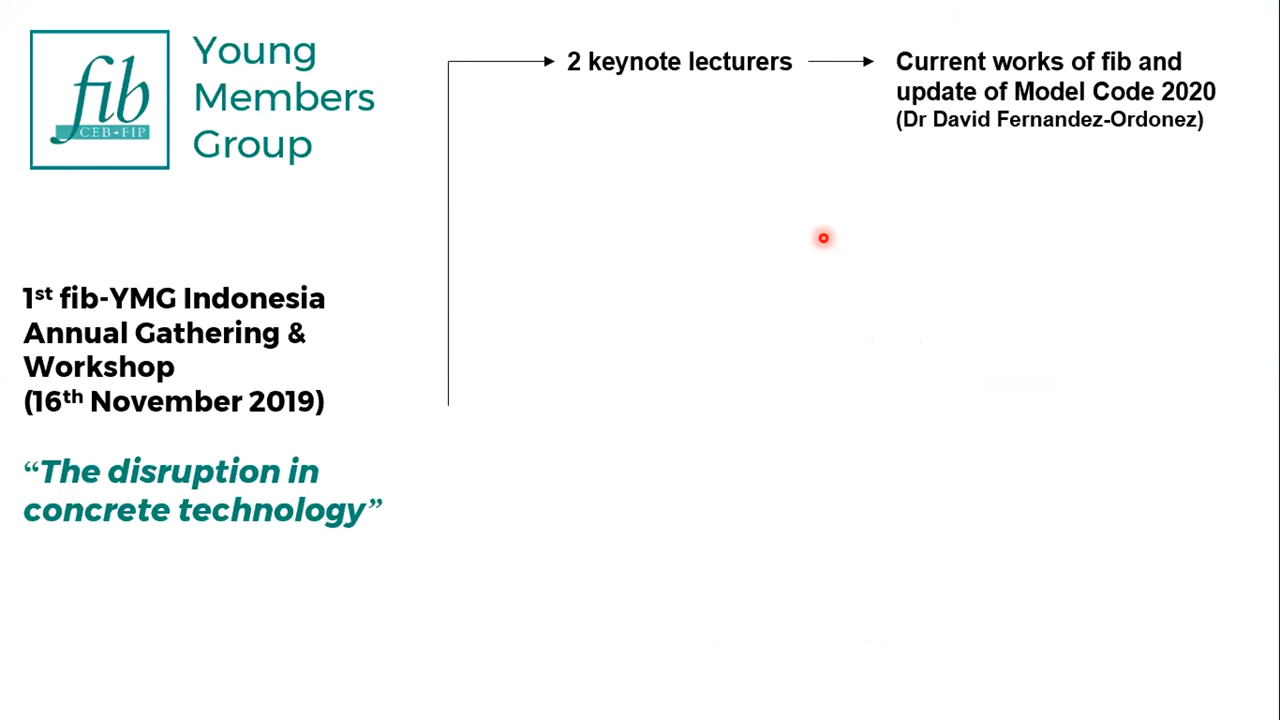 fib
CEB-FIP
Young
Members
Group
2 keynote lecturers
Current works of fib and
update of Model Code 2020
(Dr David Fernandez-Ordonez)
1st fib-YMG Indonesia
Annual Gathering &
Workshop
(16th November 2019)
“The disruption in
concrete technology”